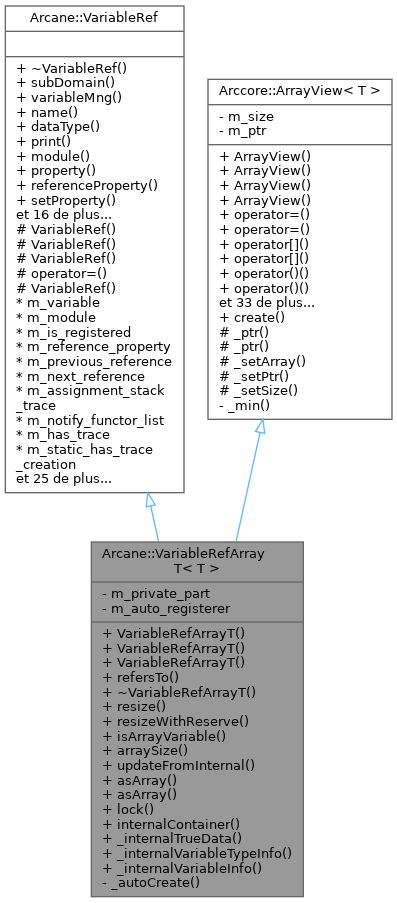 Arcane::VariableRef
+ ~VariableRef()
+ subDomain()
+ variableMng()
+ name()
+ dataType()
+ print()
+ module()
+ property()
+ referenceProperty()
+ setProperty()
et 16 de plus...
# VariableRef()
# VariableRef()
# VariableRef()
# operator=()
# VariableRef()
* m_variable
* m_module
* m_is_registered
* m_reference_property
* m_previous_reference
* m_next_reference
* m_assignment_stack
_trace
* m_notify_functor_list
* m_has_trace
* m_static_has_trace
_creation
et 25 de plus...
Arccore::ArrayView< T >
- m_size
- m_ptr
+ ArrayView()
+ ArrayView()
+ ArrayView()
+ ArrayView()
+ operator=()
+ operator=()
+ operator[]()
+ operator[]()
+ operator()()
+ operator()()
et 33 de plus...
+ create()
# _ptr()
# _ptr()
# _setArray()
# _setPtr()
# _setSize()
- _min()
Arcane::VariableRefArray
T< T >
- m_private_part
- m_auto_registerer
+ VariableRefArrayT()
+ VariableRefArrayT()
+ VariableRefArrayT()
+ refersTo()
+ ~VariableRefArrayT()
+ resize()
+ resizeWithReserve()
+ isArrayVariable()
+ arraySize()
+ updateFromInternal()
+ asArray()
+ asArray()
+ lock()
+ internalContainer()
+ _internalTrueData()
+ _internalVariableTypeInfo()
+ _internalVariableInfo()
- _autoCreate()